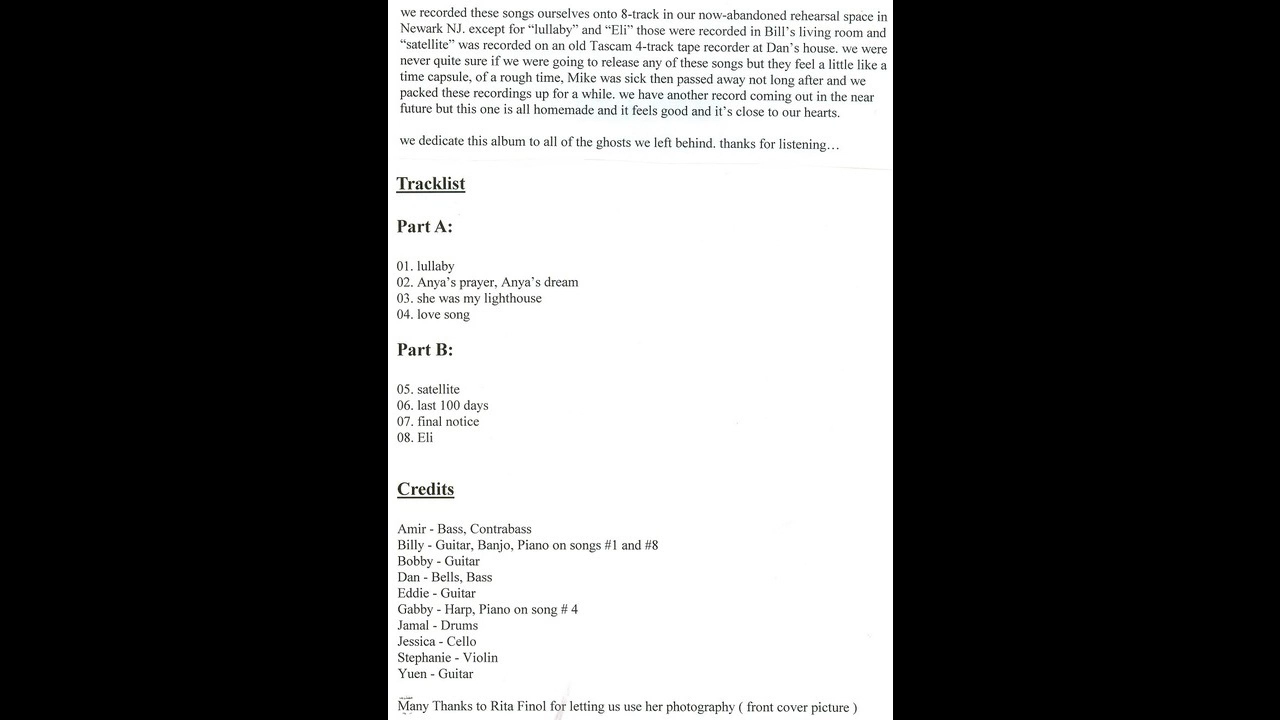 we recorded these songs ourselves onto 8-track in our now-abandoned rehearsal space in
Newark NJ. except for “lullaby” and “Eli” those were recorded in Bill’s living room and
“satellite” was recorded on an old Tascam 4-track tape recorder at Dan’s house. we were
never quite sure if we were going to release any of these songs but they feel a little like a
time capsule, of a rough time, Mike was sick then passed away not long after and we
packed these recordings up for a while. we have another record coming out in the near
future but this one is all homemade and it feels good and it’s close to our hearts.
we dedicate this album to all of the ghosts we left behind. thanks for listening…
Tracklist
Part A:
01. lullaby
02. Anya’s prayer, Anya’s dream
03. she was my lighthouse
04. love song
Part B:
05. satellite
06. last 100 days
07. final notice
08. Eli
Credits
Amir - Bass, Contrabass
Billy - Guitar, Banjo, Piano on songs #1 and #8
Bobby - Guitar
Dan - Bells, Bass
Eddie - Guitar
Gabby - Harp, Piano on song # 4
Jamal - Drums
Jessica - Cello
Stephanie - Violin
Yuen - Guitar
Many Thanks to Rita Finol for letting us use her photography ( front cover picture )